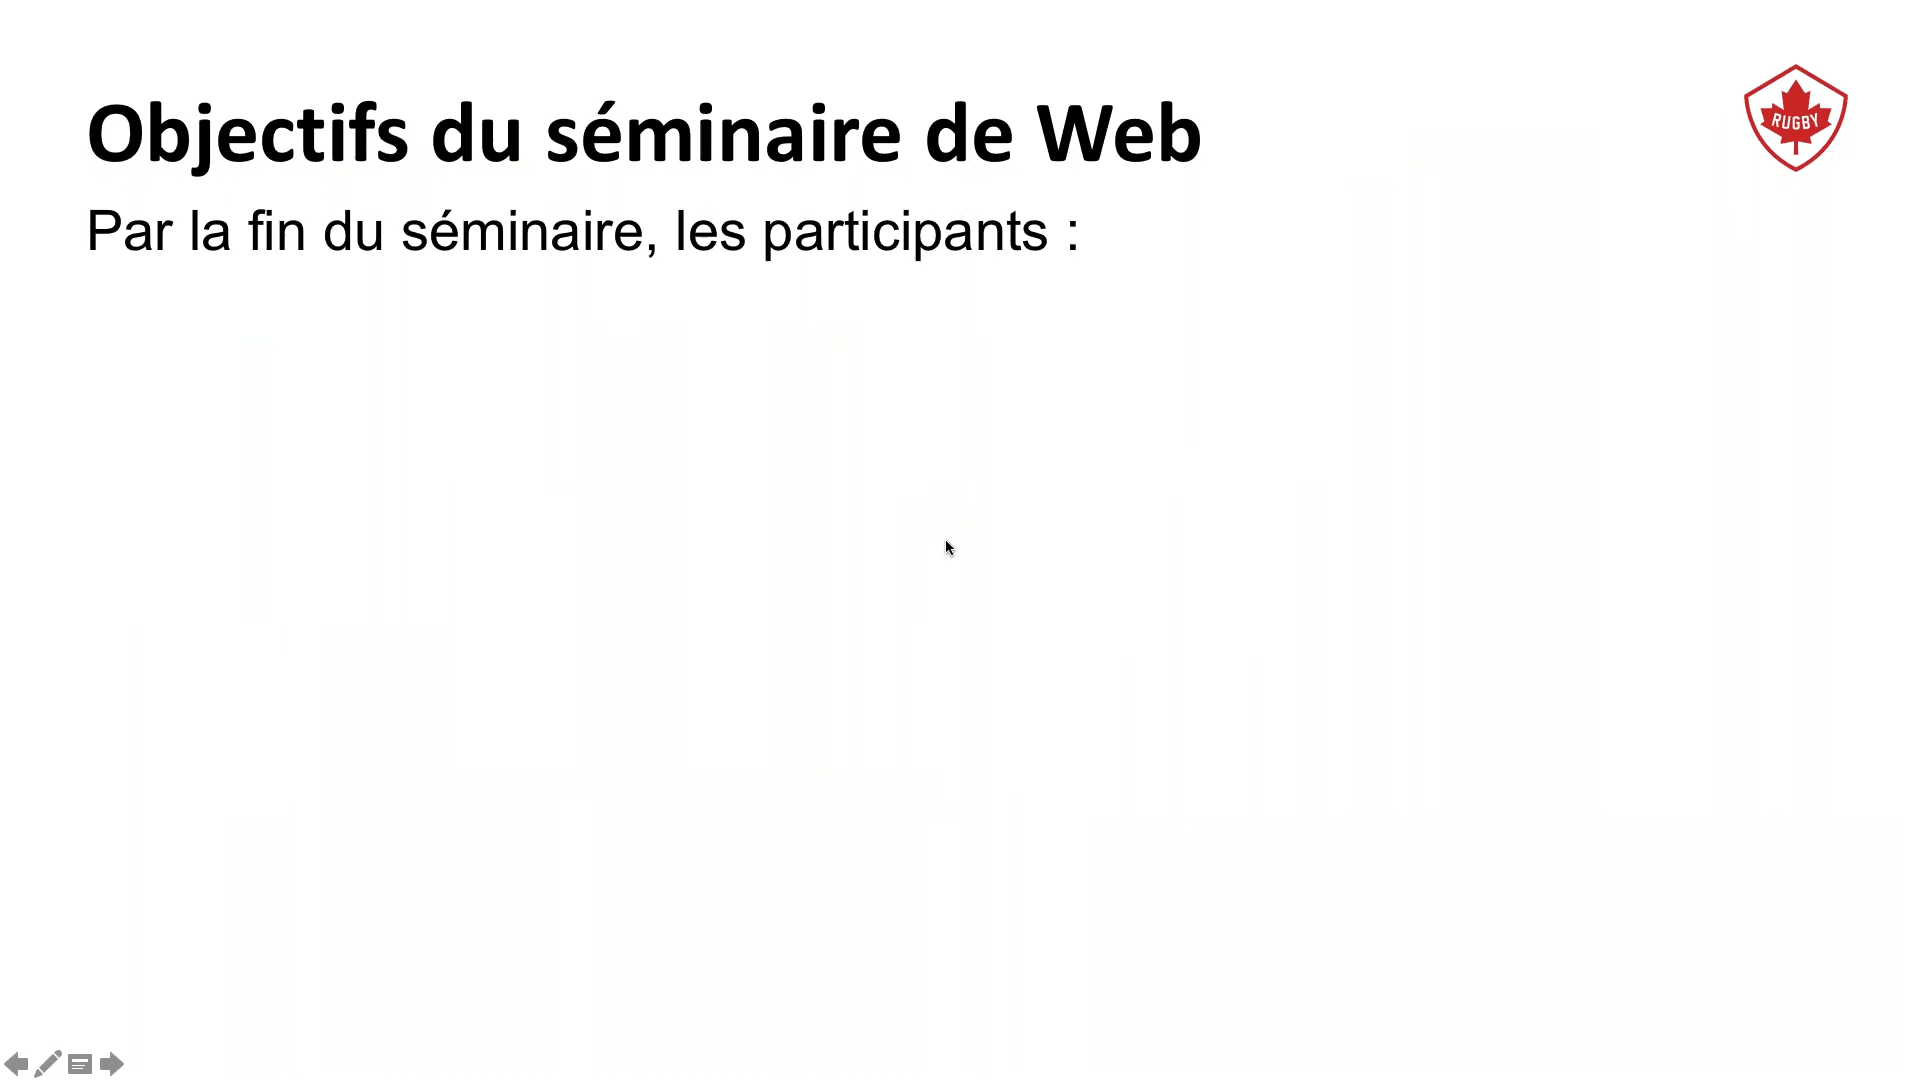 Objectifs du séminaire de Web
RUGBY
Par la fin du séminaire, les participants :